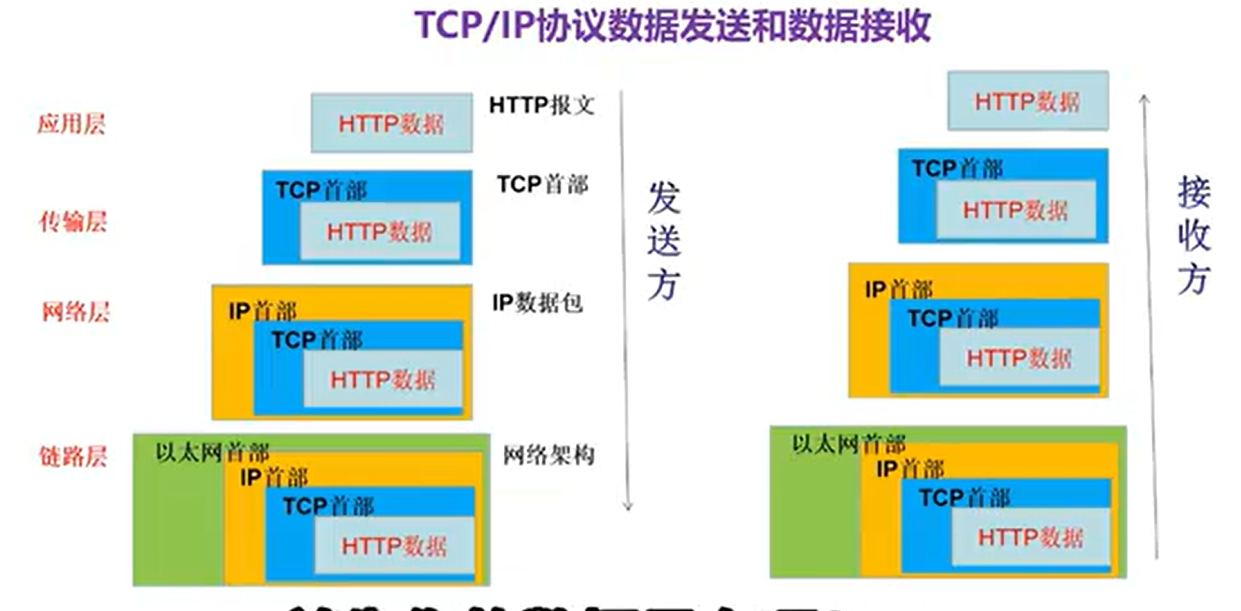 TCP/IP协议数据发送和数据接收
应用层
HTTP数据
HTTP报文
传输层
TCP首部
HTTP数据
TCP首部
网络层
IP首部
TCP首部
HTTP数据
IP数据包
链路层
以太网首部
IP首部
TCP首部
HTTP数据
网络架构
发送方
HTTP数据
TCP首部
HTTP数据
IP首部
TCP首部
HTTP数据
以太网首部
IP首部
TCP首部
HTTP数据
接收方